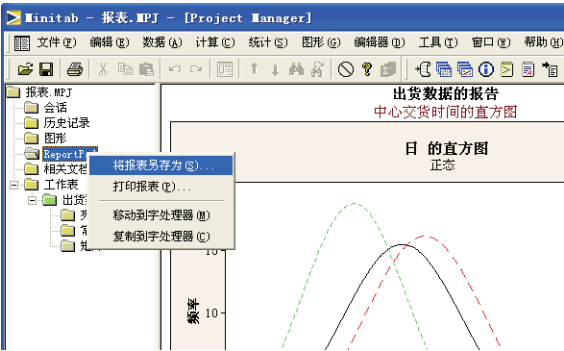 Minitab - 报表.MPJ - [Project Manager]
文件(F) 编辑(E) 数据(A) 计算(C) 统计(S) 图形(G) 编辑器(D) 工具(T) 窗口(W) 帮助(H)
报表.MPJ
会话
历史记录
图形
ReportPad
相关文档
工作表
出货
将报表另存为(S)...
打印报表(P)...
移动到字处理器(M)
复制到字处理器(C)
出货数据的报告
中心交货时间的直方图
日 的直方图
正态
15
10
频率